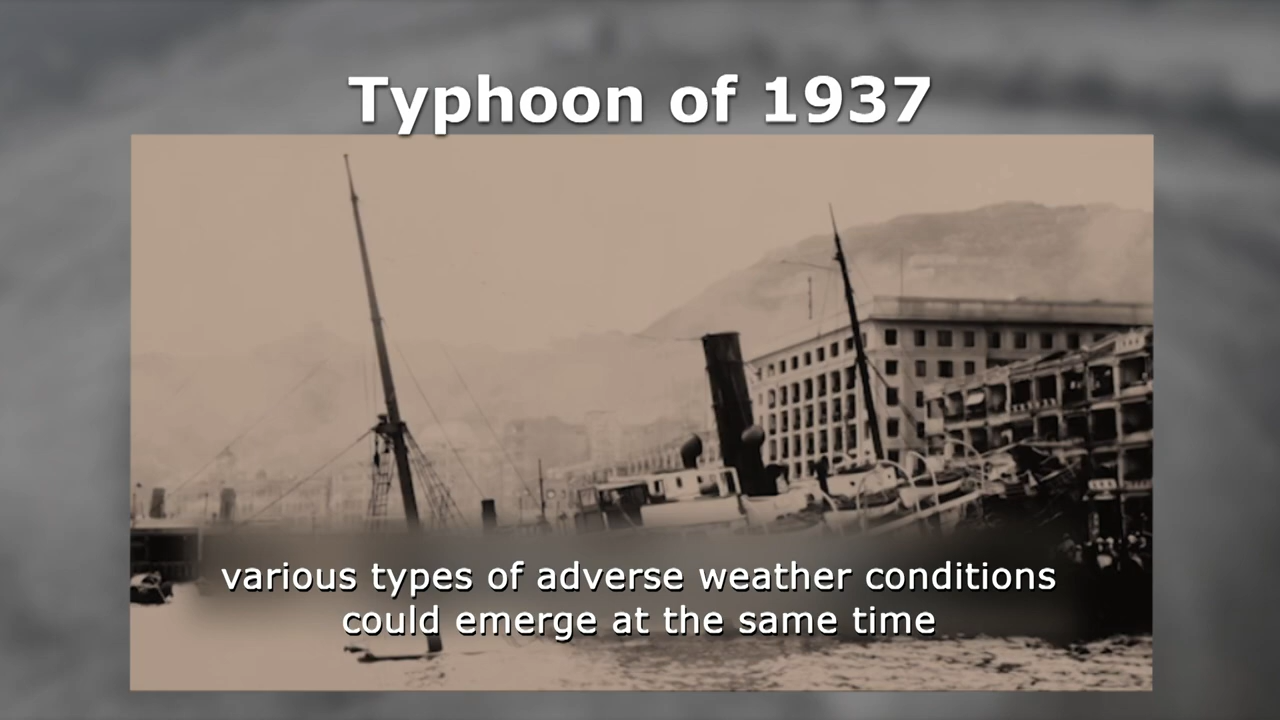 Typhoon of 1937
various types of adverse weather conditions
could emerge at the same time